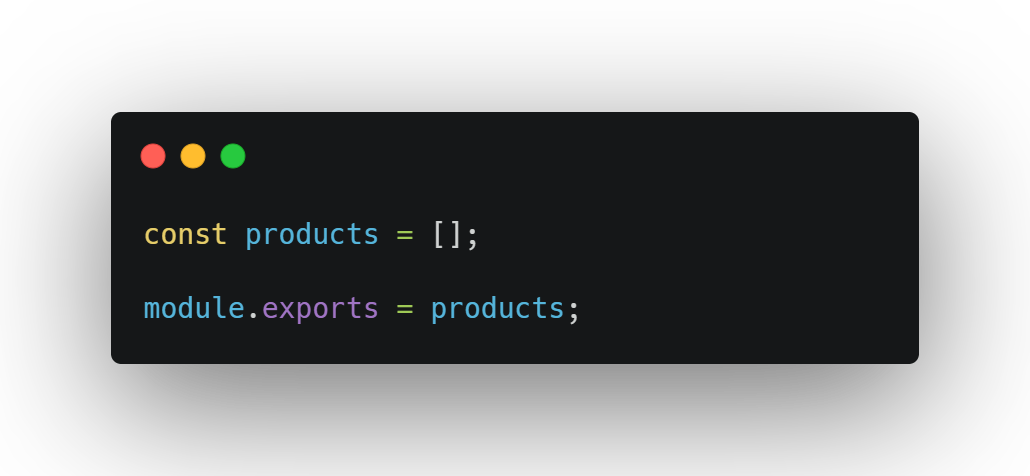 const products = [];
module.exports = products;